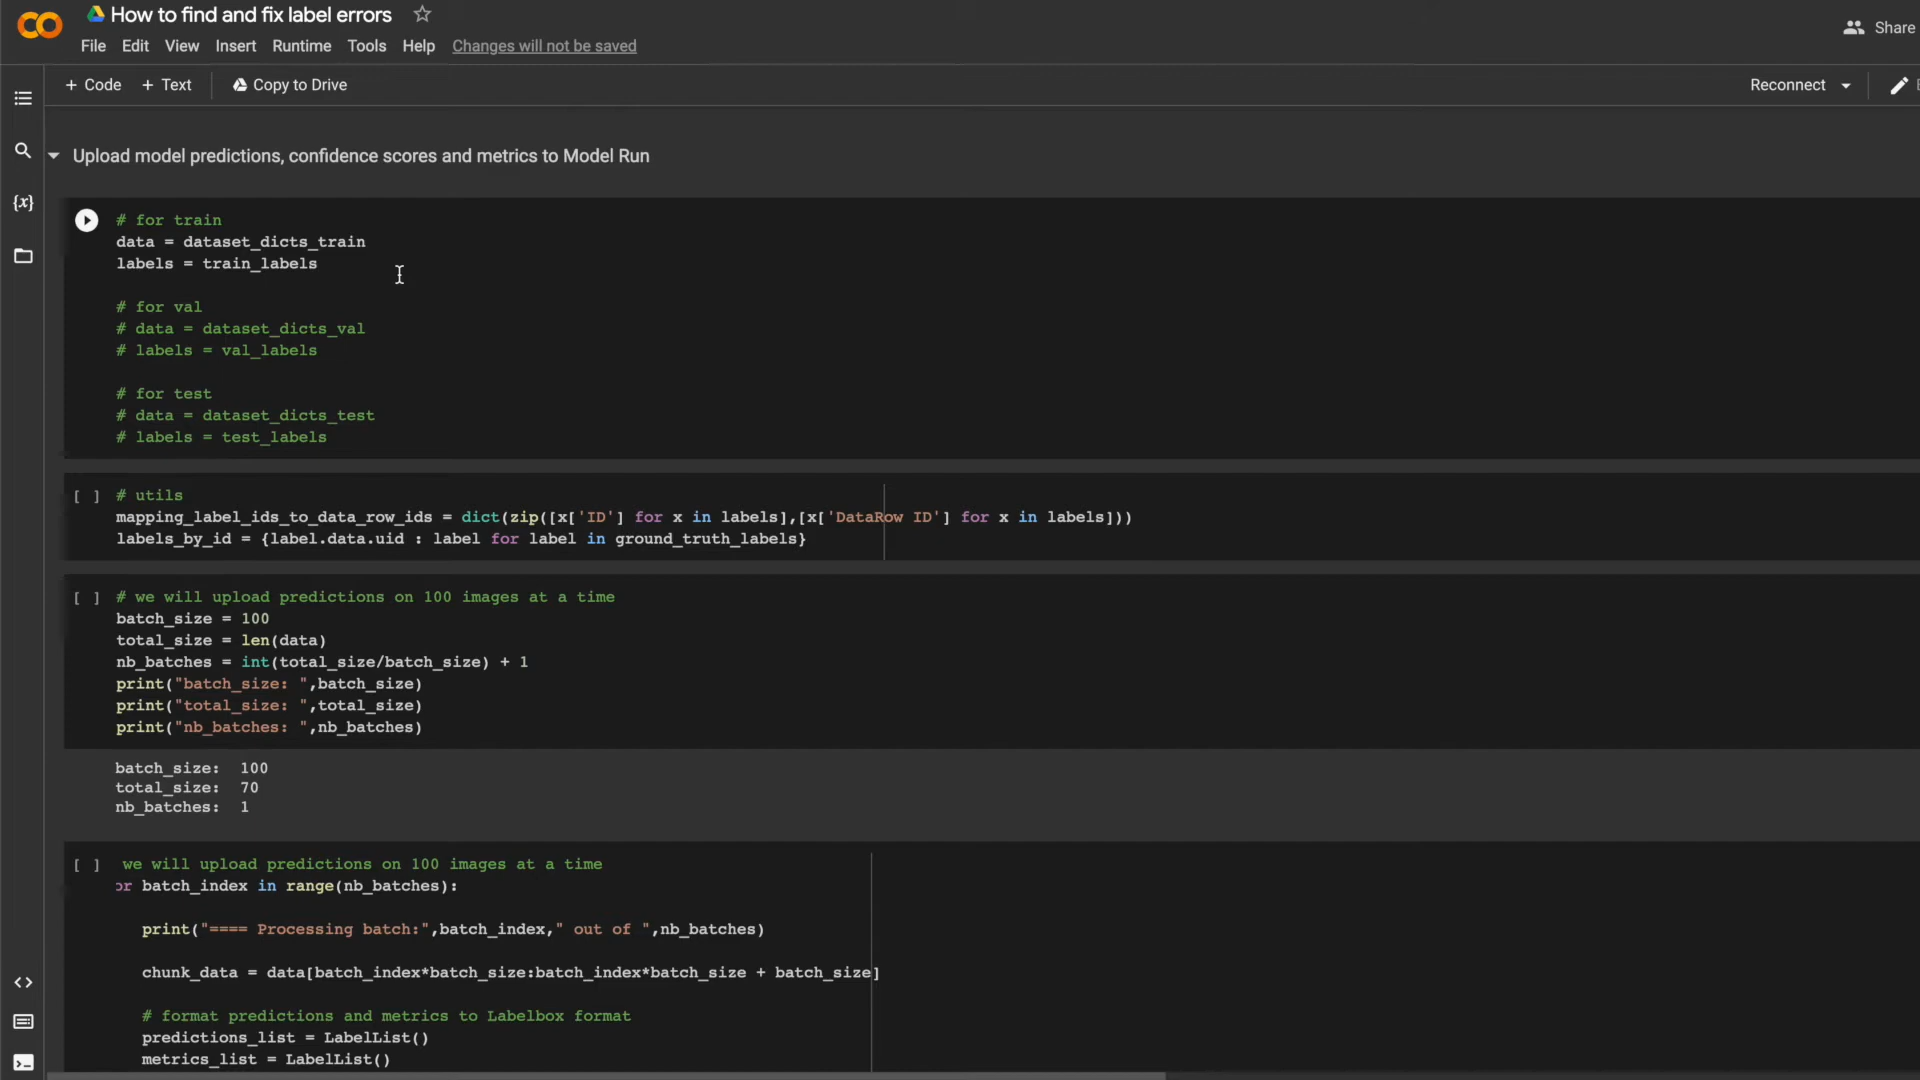 How to find and fix label errors
File Edit View Insert Runtime Tools Help Changes will not be saved
Share
+ Code + Text Copy to Drive
Reconnect
Upload model predictions, confidence scores and metrics to Model Run
# for train
data = dataset_dicts_train
labels = train_labels
# for val
# data = dataset_dicts_val
# labels = val_labels
# for test
# data = dataset_dicts_test
# labels = test_labels
[ ] # utils
mapping_label_ids_to_data_row_ids = dict(zip([x['ID'] for x in labels],[x['DataRow ID'] for x in labels]))
labels_by_id = {label.data.uid : label for label in ground_truth_labels}
[ ] # we will upload predictions on 100 images at a time
batch_size = 100
total_size = len(data)
nb_batches = int(total_size/batch_size) + 1
print("batch_size: ",batch_size)
print("total_size: ",total_size)
print("nb_batches: ",nb_batches)
batch_size:  100
total_size:  70
nb_batches:  1
[ ] we will upload predictions on 100 images at a time
or batch_index in range(nb_batches):
print("==== Processing batch:",batch_index," out of ",nb_batches)
chunk_data = data[batch_index*batch_size:batch_index*batch_size + batch_size]
# format predictions and metrics to Labelbox format
predictions_list = LabelList()
metrics_list = LabelList()